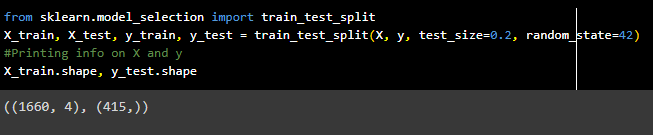 from sklearn.model_selection import train_test_split
X_train, X_test, y_train, y_test = train_test_split(X, y, test_size=0.2, random_state=42)
#Printing info on X and y
X_train.shape, y_test.shape
((1660, 4), (415,))